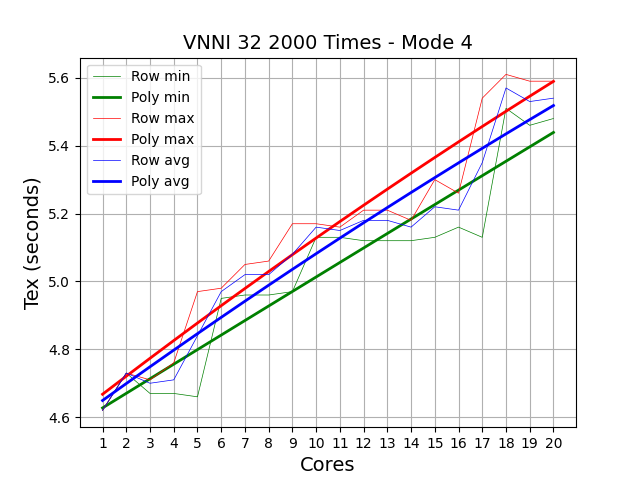 VNNI 32 2000 Times - Mode 4
Row min
Poly min
Row max
Poly max
Row avg
Poly avg
Tex (seconds)
5.6
5.4
5.2
5.0
4.8
4.6
1 2 3 4 5 6 7 8 9 10 11 12 13 14 15 16 17 18 19 20
Cores